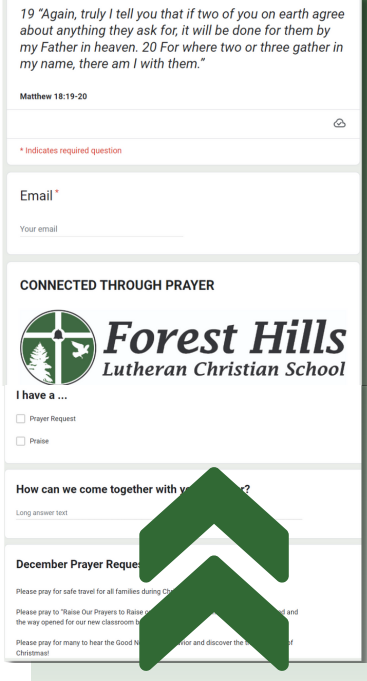 19 “Again, truly I tell you that if two of you on earth agree
about anything they ask for, it will be done for them by
my Father in heaven. 20 For where two or three gather in
my name, there am I with them.”
Matthew 18:19-20
* Indicates required question
Email *
Your email
CONNECTED THROUGH PRAYER
Forest Hills
Lutheran Christian School
I have a ...
Prayer Request
Praise
How can we come together with r?
Long answer text
December Prayer
Please pray for safe travel for all families during
Please pray to "Raise Our Prayers to Raise and
the way opened for our new classroom
Please pray for many to hear the Good and discover the of
Christmas!